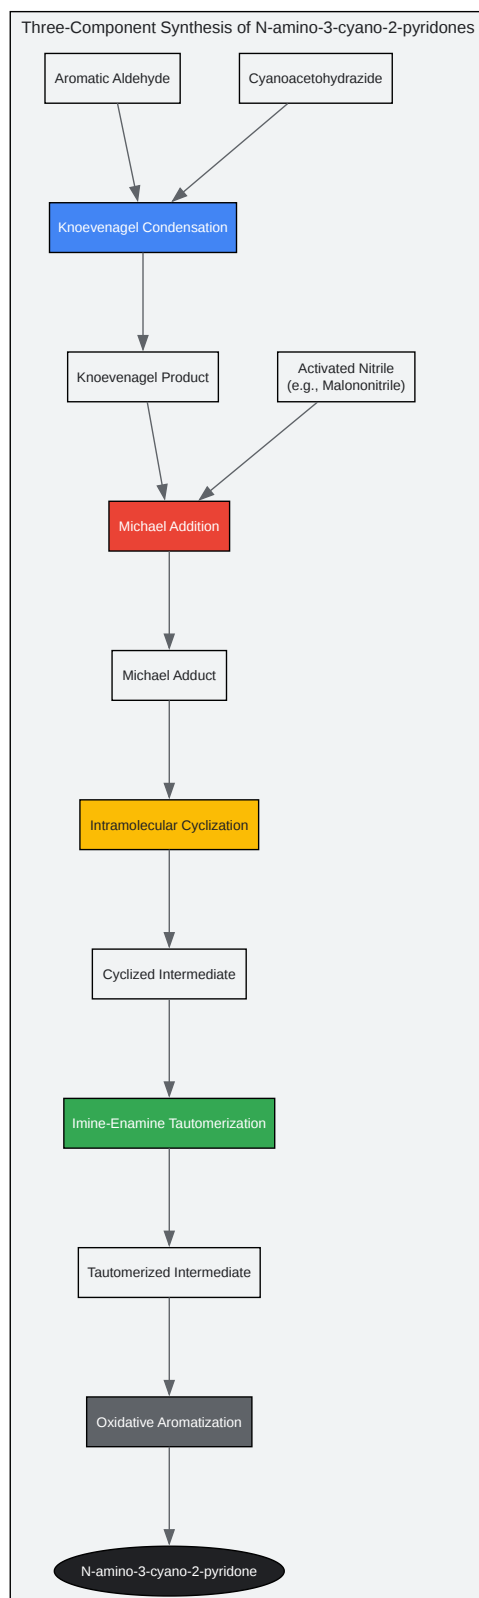 Three-Component Synthesis of N-amino-3-cyano-2-pyridones
Aromatic Aldehyde
Cyanoacetohydrazide
Knoevenagel Condensation
Knoevenagel Product
Activated Nitrile
(e.g., Malononitrile)
Michael Addition
Michael Adduct
Intramolecular Cyclization
Cyclized Intermediate
Imine-Enamine Tautomerization
Tautomerized Intermediate
Oxidative Aromatization
N-amino-3-cyano-2-pyridone